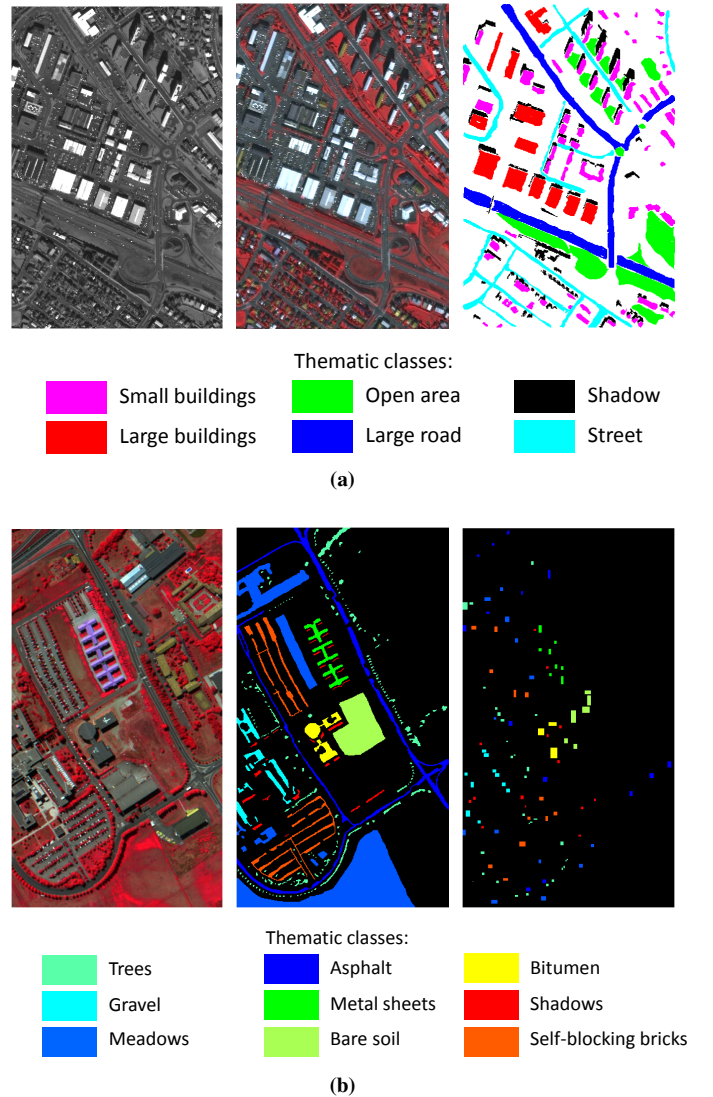 Thematic classes:
Small buildings
Open area
Shadow
Large buildings
Large road
Street
(a)
Thematic classes:
Trees
Asphalt
Bitumen
Gravel
Metal sheets
Shadows
Meadows
Bare soil
Self-blocking bricks
(b)